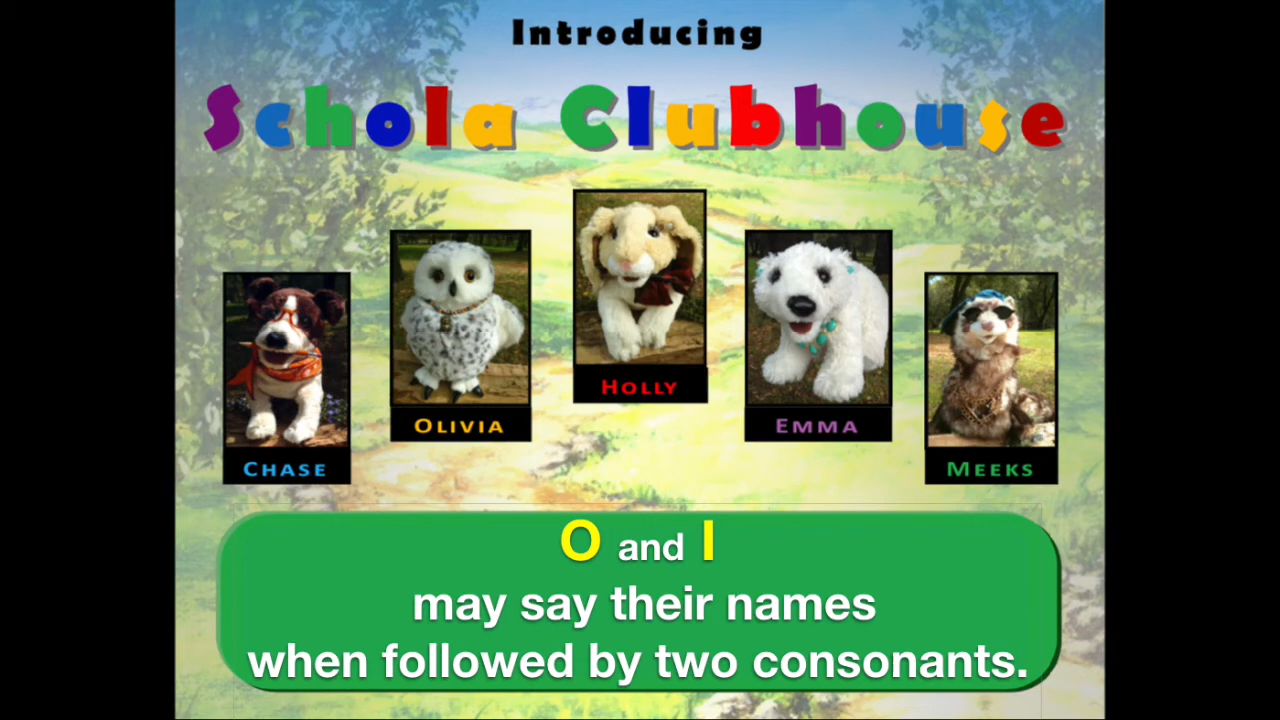 Introducing
Schola Clubhouse
Holly
Olivia
Emma
Chase
Meeks
O and I
may say their names
when followed by two consonants.